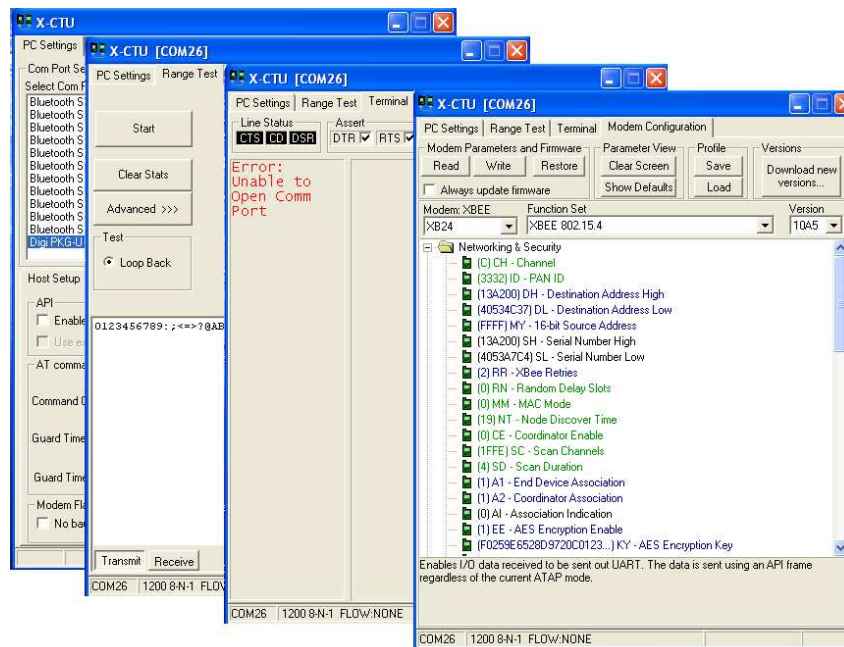 X-CTU
PC Settings
Com Port Se
Select Com P
Bluetooth S
Bluetooth S
Bluetooth S
Bluetooth S
Bluetooth S
Bluetooth S
Bluetooth S
Bluetooth S
Bluetooth S
Bluetooth S
Bluetooth S
Digi PKG-U
Host Setup
API
Enable
Use es
AT comma
Command C
Guard Time
Guard Time
Modem Fla
No bau
X-CTU [COM26]
PC Settings Range Test
Start
Clear Stats
Advanced >>>
Test
Loop Back
0123456789:;<=>?@AB
Transmit Receive
COM26 1200 8-N-1 FLOW
X-CTU [COM26]
PC Settings Range Test Terminal
Line Status Assert
CTS CD DSR DTR RTS
Error:
Unable to
Open Comm
Port
COM26 1200 8-N-1 FLOW:NONE
X-CTU [COM26]
PC Settings Range Test Terminal Modem Configuration
Modem Parameters and Firmware Parameter View Profile Versions
Read Write Restore Clear Screen Save Download new versions...
Always update firmware Show Defaults Load
Modem: XBEE Function Set Version
XB24 XBEE 802.15.4 10A5
Networking & Security
(C) CH - Channel
(3332) ID - PAN ID
(13A200) DH - Destination Address High
(40534C37) DL - Destination Address Low
(FFFF) MY - 16-bit Source Address
(13A200) SH - Serial Number High
(4053A7C4) SL - Serial Number Low
(2) RR - XBee Retries
(0) RN - Random Delay Slots
(0) MM - MAC Mode
(19) NT - Node Discover Time
(0) CE - Coordinator Enable
(1FFE) SC - Scan Channels
(4) SD - Scan Duration
(1) A1 - End Device Association
(1) A2 - Coordinator Association
(0) AI - Association Indication
(1) EE - AES Encryption Enable
(F0259E6528D9720C0123...) KY - AES Encryption Key
Enables I/O data received to be sent out UART. The data is sent using an API frame
regardless of the current ATAP mode.
COM26 1200 8-N-1 FLOW:NONE